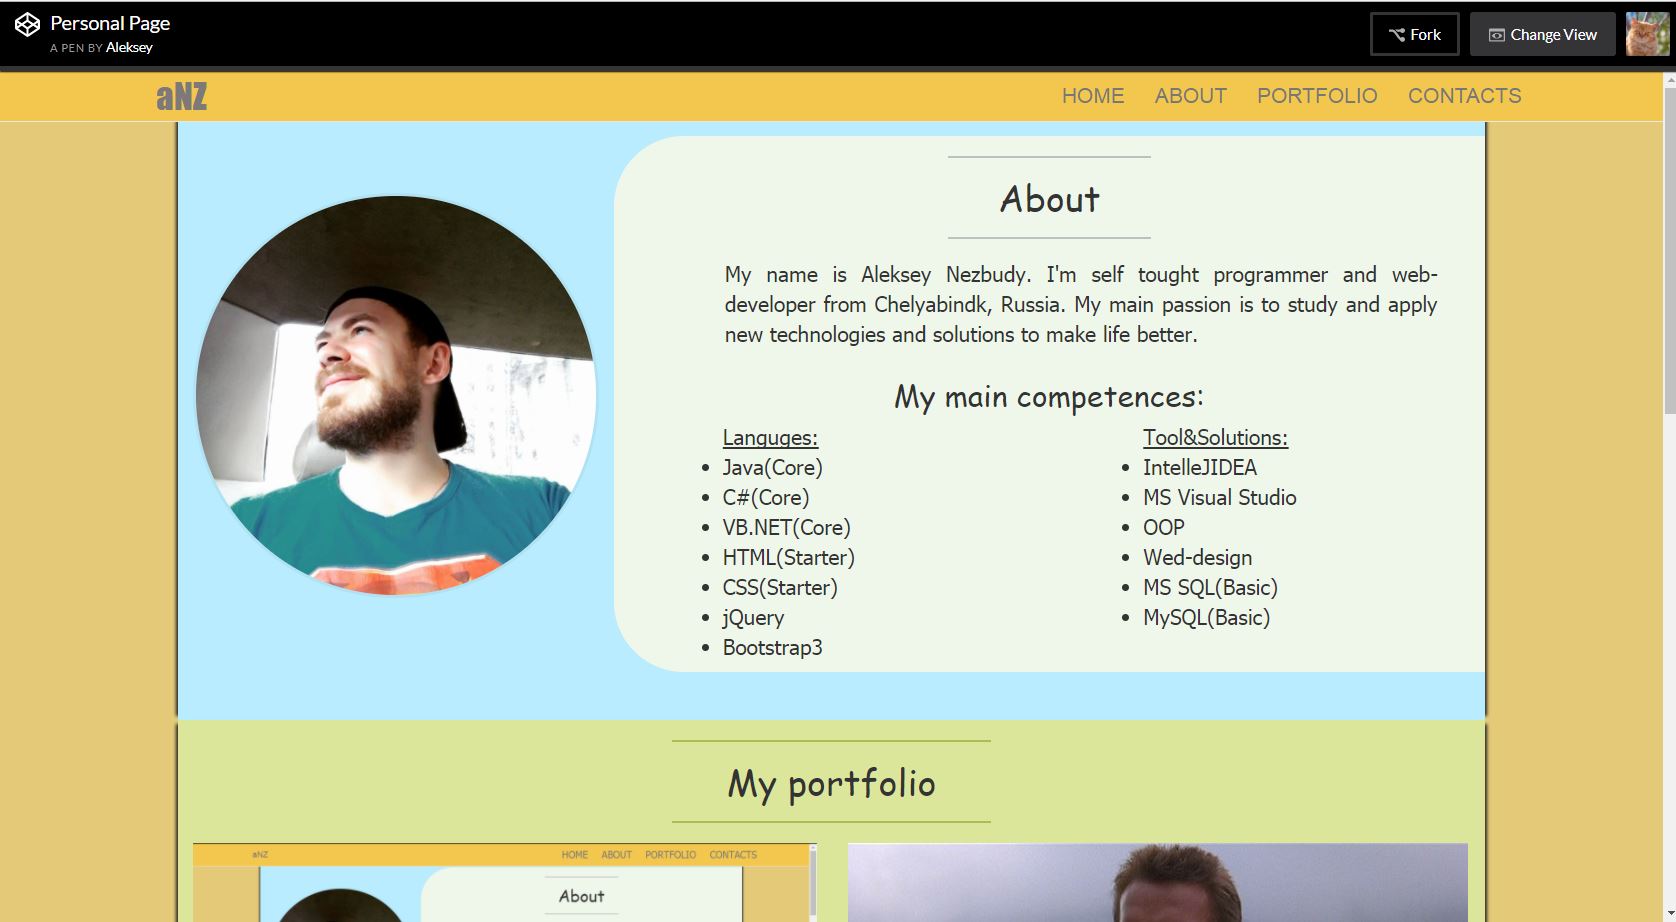 Personal Page
A PEN BY Aleksey
Fork
Change View
aNZ
HOME ABOUT PORTFOLIO CONTACTS
About
My name is Aleksey Nezbudy. I'm self tought programmer and web-
developer from Chelyabindk, Russia. My main passion is to study and apply
new technologies and solutions to make life better.
My main competences:
Languges:
Java(Core)
C#(Core)
VB.NET(Core)
HTML(Starter)
CSS(Starter)
jQuery
Bootstrap3
Tool&Solutions:
IntelleJIDEA
MS Visual Studio
OOP
Wed-design
MS SQL(Basic)
MySQL(Basic)
My portfolio
aNZ
HOME ABOUT PORTFOLIO CONTACTS
About